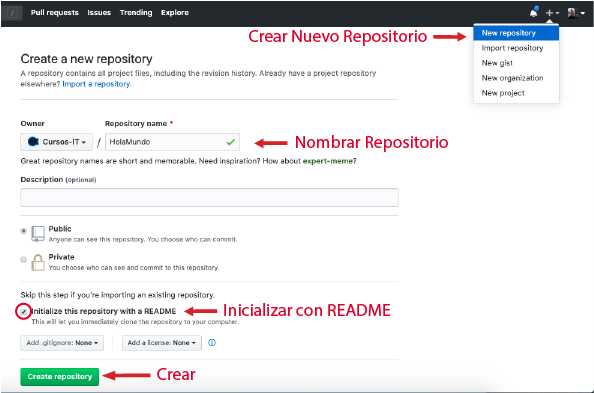 / Pull requests Issues Trending Explore
Crear Nuevo Repositorio
New repository
Import repository
New gist
New organization
New project
Create a new repository
A repository contains all project files, including the revision history. Already have a project repository
elsewhere? Import a repository.
Owner Repository name *
Cursos-IT / HolaMundo
Nombrar Repositorio
Great repository names are short and memorable. Need inspiration? How about expert-meme?
Description (optional)
Public
Anyone can see this repository. You choose who can commit.
Private
You choose who can see and commit to this repository.
Skip this step if you're importing an existing repository.
Initialize this repository with a README
Inicializar con README
This will let you immediately clone the repository to your computer.
Add .gitignore: None Add a license: None
Create repository
Crear